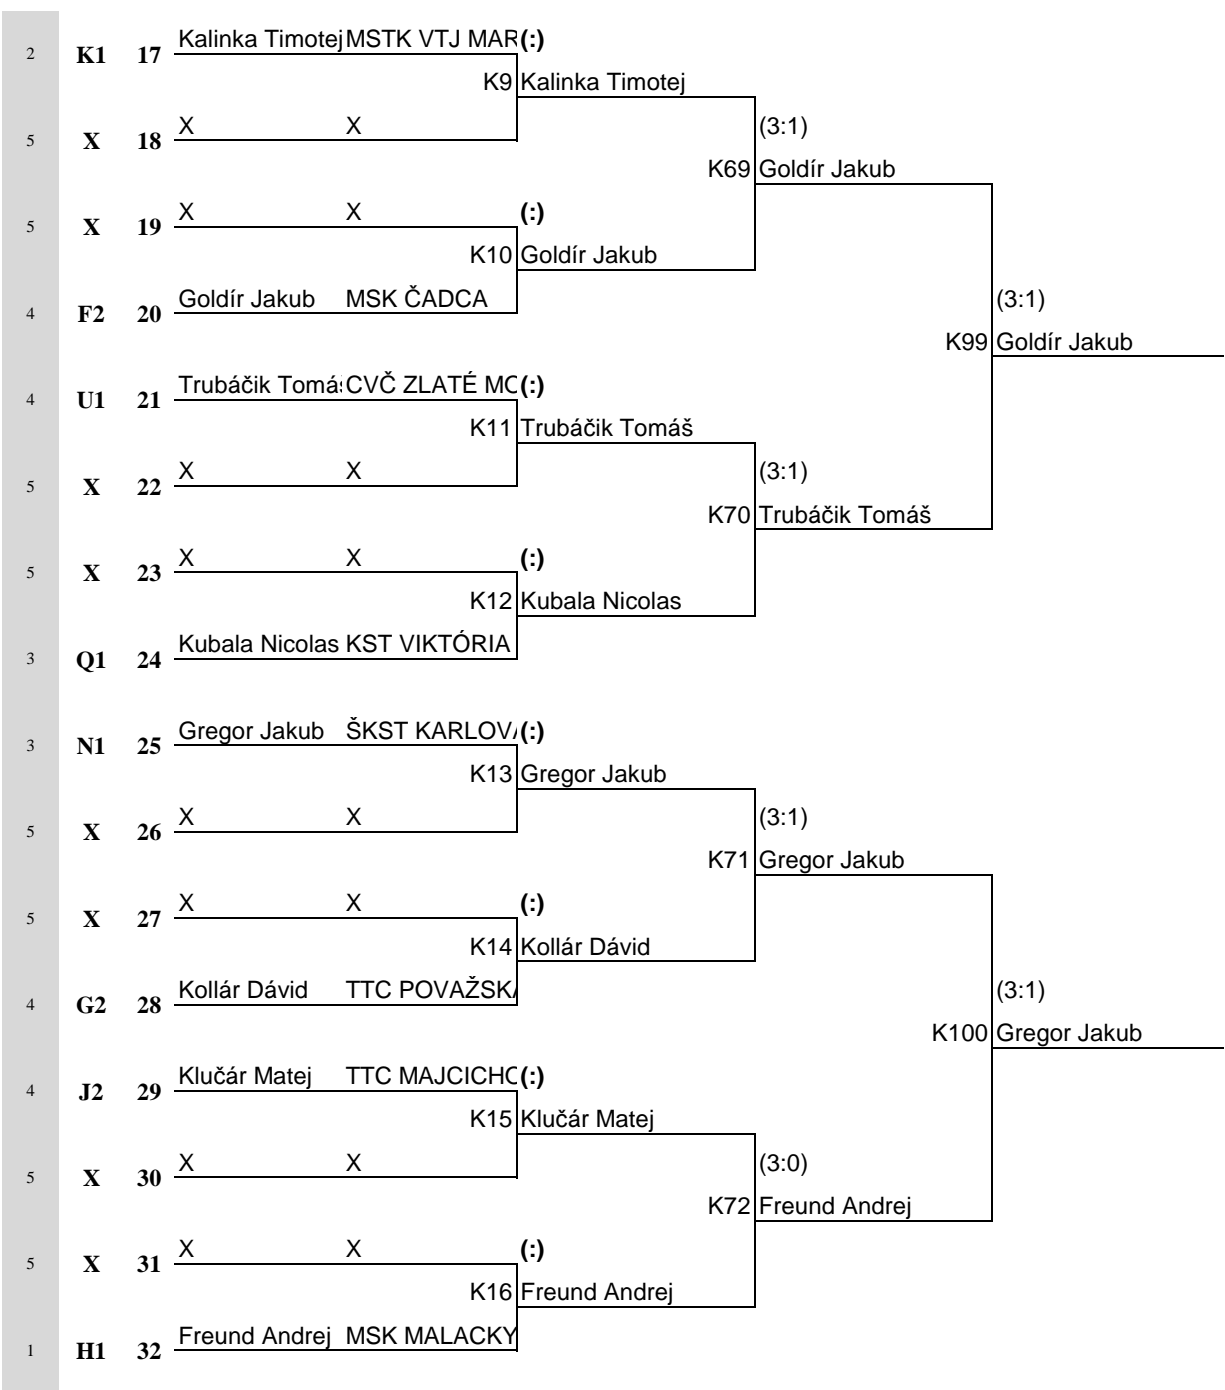 2 K1 17 Kalinka Timotej MSTK VTJ MAR (:)
K9 Kalinka Timotej
5 X 18 X X (3:1)
K69 Goldír Jakub
5 X 19 X X (:)
K10 Goldír Jakub
4 F2 20 Goldír Jakub MSK ČADCA (3:1)
K99 Goldír Jakub
4 U1 21 Trubáčik Tomáš CVČ ZLATÉ MO (:)
K11 Trubáčik Tomáš
5 X 22 X X (3:1)
K70 Trubáčik Tomáš
5 X 23 X X (:)
K12 Kubala Nicolas
3 Q1 24 Kubala Nicolas KST VIKTÓRIA
3 N1 25 Gregor Jakub ŠKST KARLOVA (:)
K13 Gregor Jakub
5 X 26 X X (3:1)
K71 Gregor Jakub
5 X 27 X X (:)
K14 Kollár Dávid
4 G2 28 Kollár Dávid TTC POVAŽSKÁ (3:1)
K100 Gregor Jakub
4 J2 29 Klučár Matej TTC MAJCICHO (:)
K15 Klučár Matej
5 X 30 X X (3:0)
K72 Freund Andrej
5 X 31 X X (:)
K16 Freund Andrej
1 H1 32 Freund Andrej MSK MALACKY